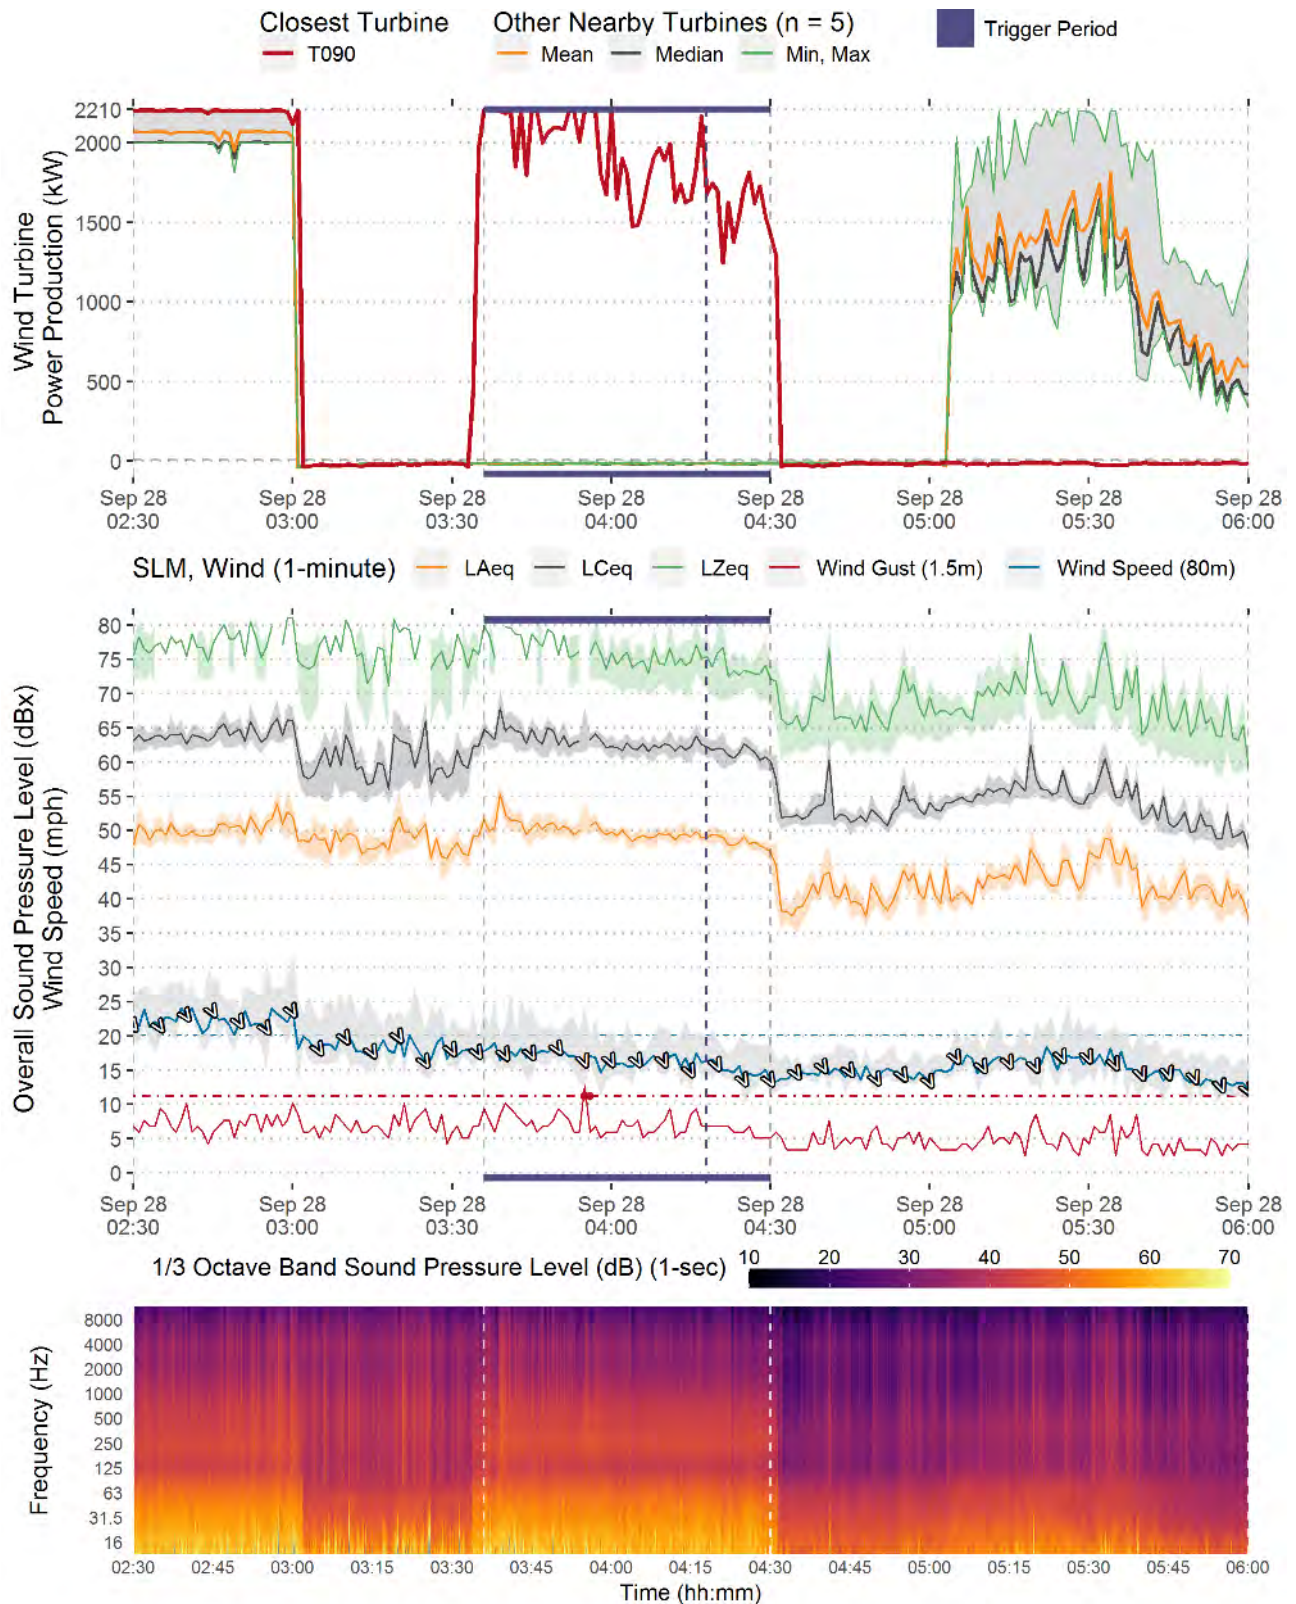 Closest Turbine Other Nearby Turbines (n = 5) Trigger Period
T090 Mean Median Min, Max
Wind Turbine
Power Production (kW)
2210
2000
1500
1000
500
0
Sep 28 Sep 28 Sep 28 Sep 28 Sep 28 Sep 28 Sep 28 Sep 28
02:30 03:00 03:30 04:00 04:30 05:00 05:30 06:00
SLM, Wind (1-minute) LAeq LCeq LZeq Wind Gust (1.5m) Wind Speed (80m)
Overall Sound Pressure Level (dBx)
Wind Speed (mph)
80
75
70
65
60
55
50
45
40
35
30
25
20
15
10
5
0
Sep 28 Sep 28 Sep 28 Sep 28 Sep 28 Sep 28 Sep 28 Sep 28
02:30 03:00 03:30 04:00 04:30 05:00 05:30 06:00
1/3 Octave Band Sound Pressure Level (dB) (1-sec)
10 20 30 40 50 60 70
Frequency (Hz)
8000
4000
2000
1000
500
250
125
63
31.5
16
02:30 02:45 03:00 03:15 03:30 03:45 04:00 04:15 04:30 04:45 05:00 05:15 05:30 05:45 06:00
Time (hh:mm)